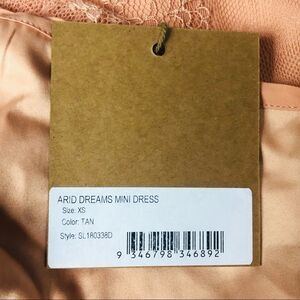 ARID DREAMS MINI DRESS
Size: XS
Color: TAN
Style: SL180338D
9 346798 346892